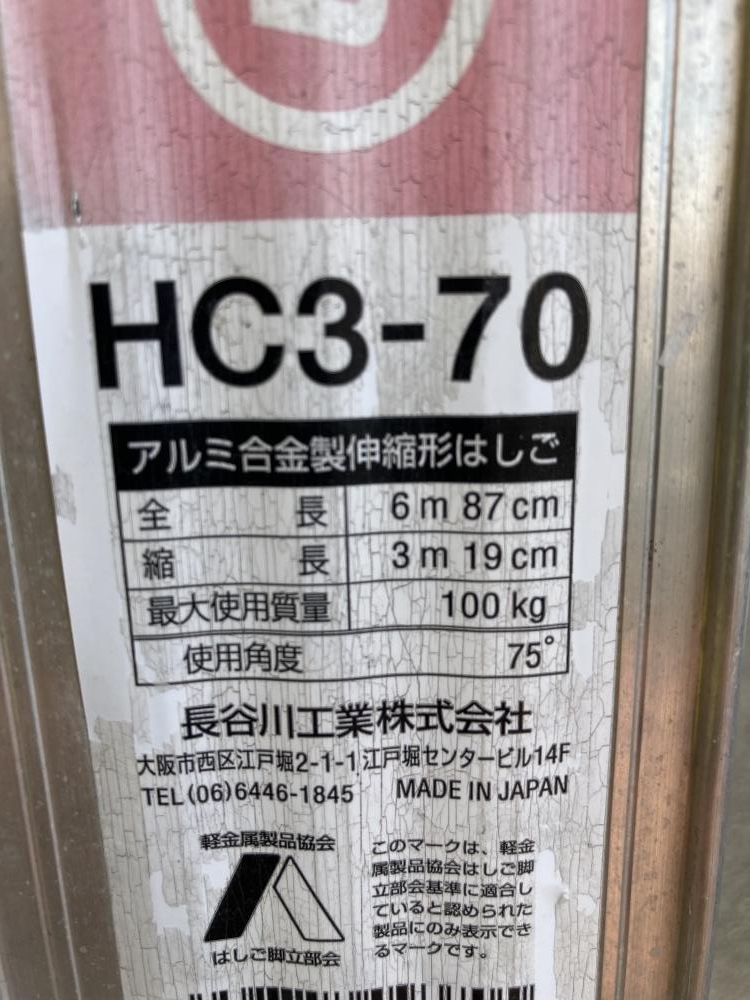 HC3-70
アルミ合金製伸縮形はしご
全長 6m 87cm
縮長 3m 19cm
最大使用質量 100kg
使用角度 75°
長谷川工業株式会社
大阪市西区江戸堀2-1-1江戸堀センタービル14F
TEL(06)6446-1845 MADE IN JAPAN
軽金属製品協会
はしご脚立部会
このマークは、軽金
属製品協会はしご脚
立部会基準に適合し
ていると認められた
製品にのみ表示でき
るマークです。